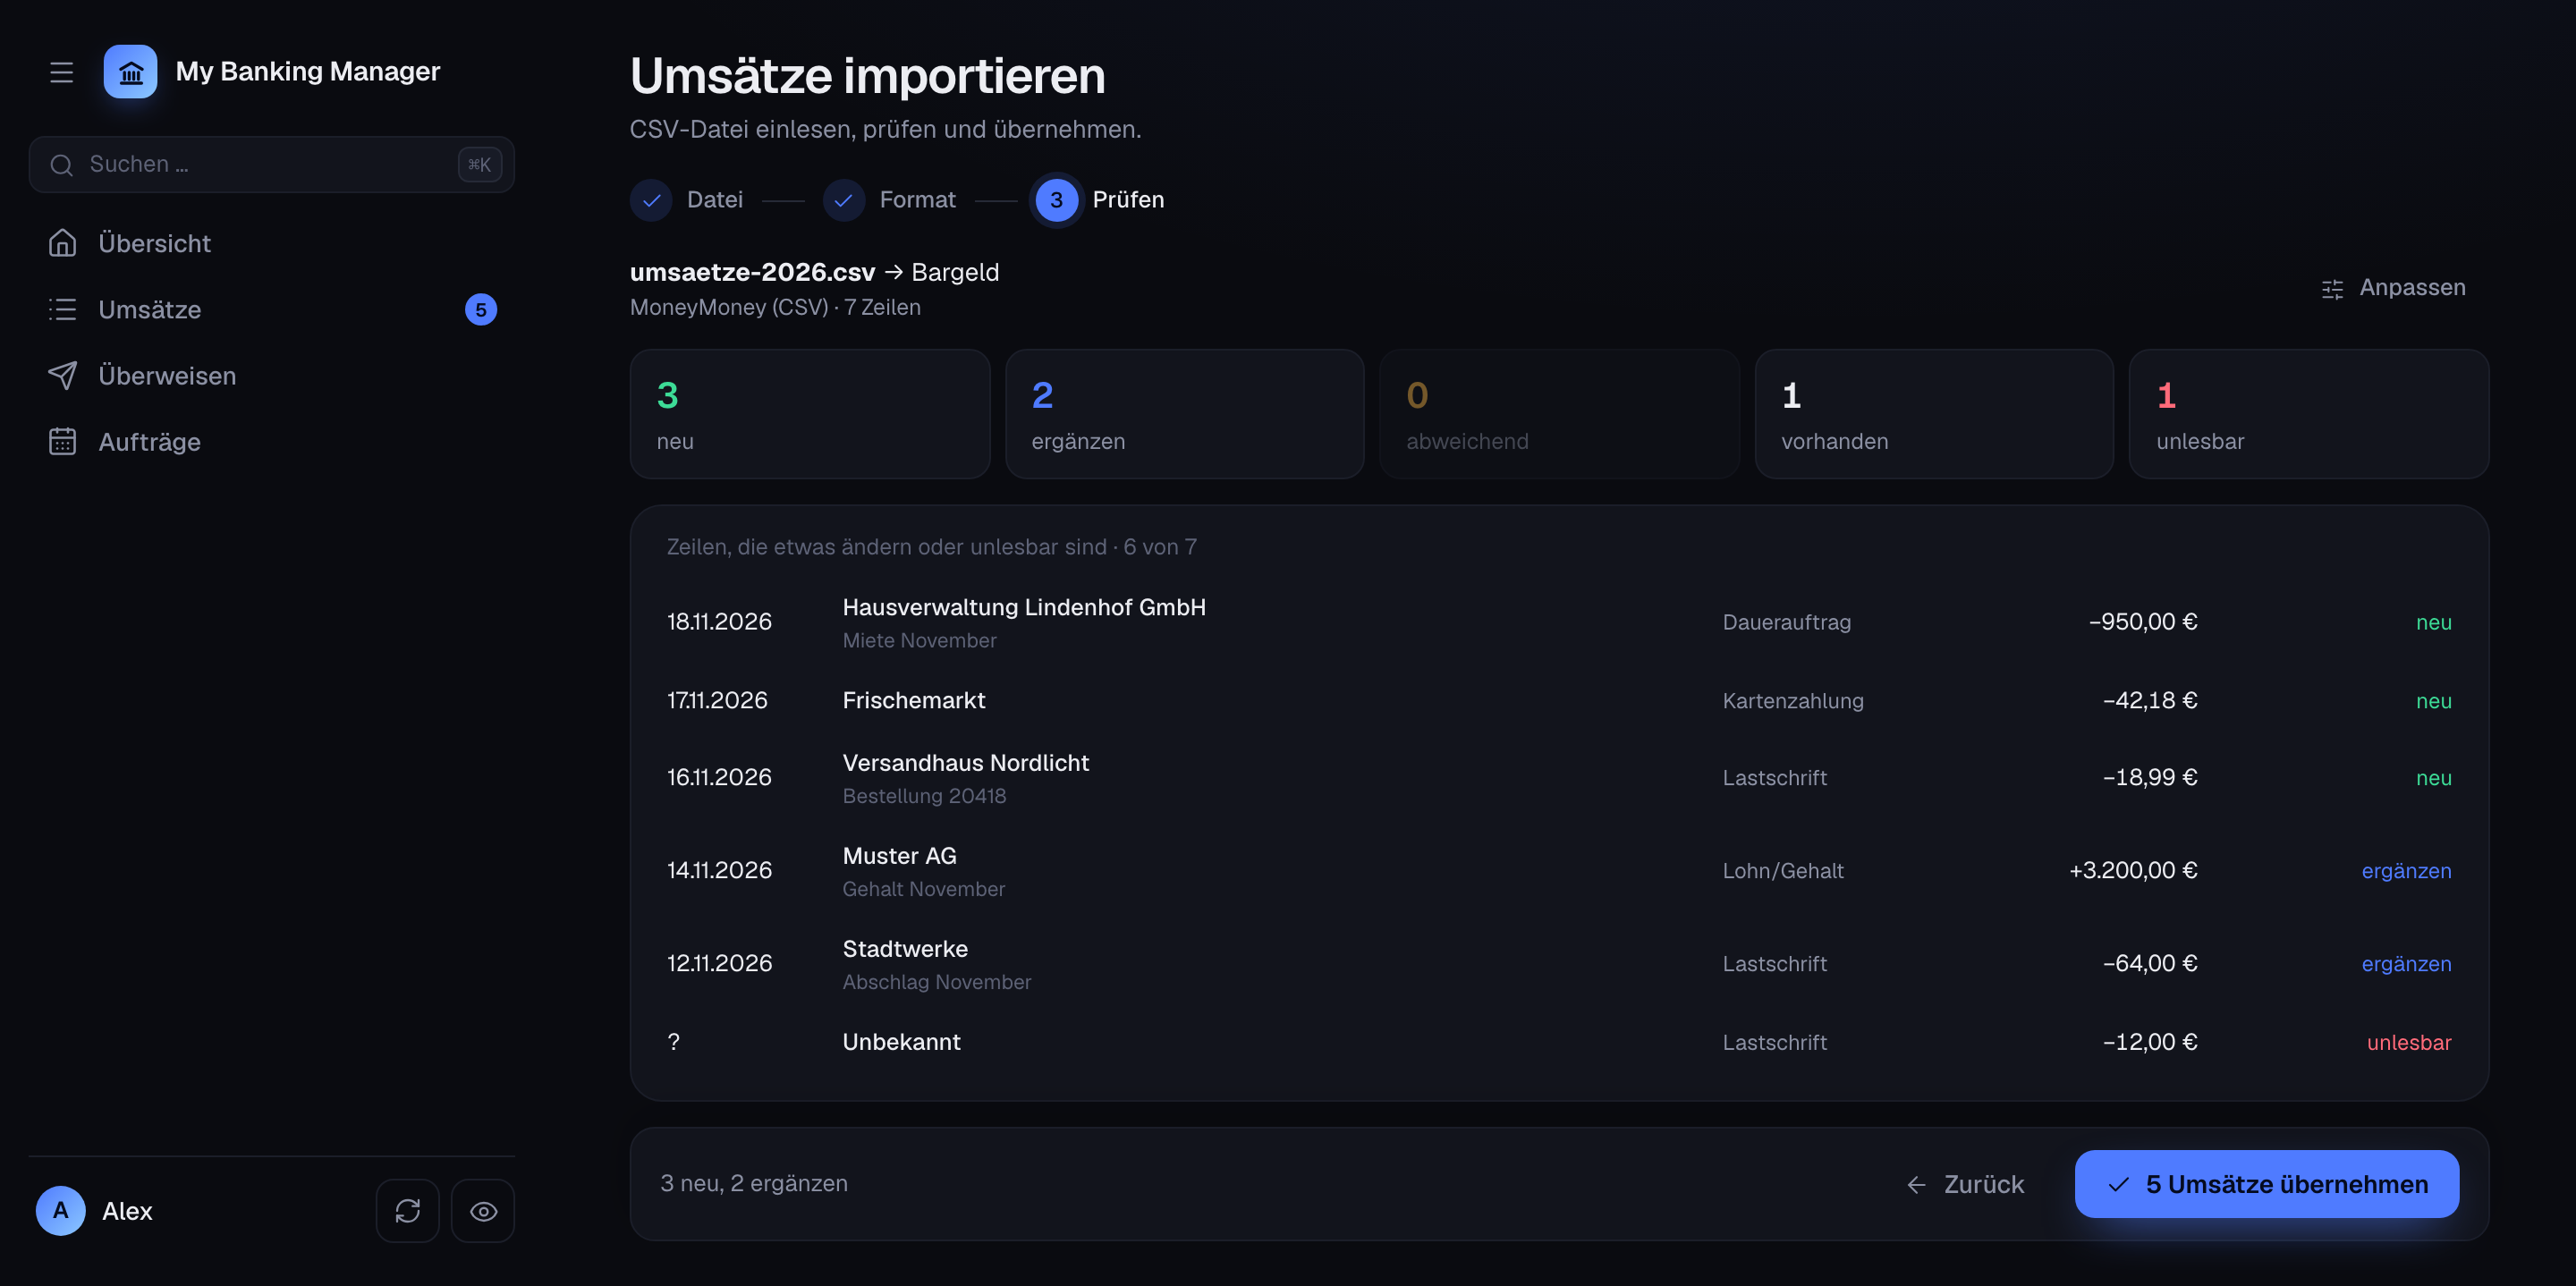 My Banking Manager
Suchen …
⌘K
Übersicht
Umsätze
5
Überweisen
Aufträge
A
Alex
Umsätze importieren
CSV-Datei einlesen, prüfen und übernehmen.
Datei
Format
3
Prüfen
umsaetze-2026.csv → Bargeld
MoneyMoney (CSV) · 7 Zeilen
Anpassen
3
neu
2
ergänzen
0
abweichend
1
vorhanden
1
unlesbar
Zeilen, die etwas ändern oder unlesbar sind · 6 von 7
18.11.2026 Hausverwaltung Lindenhof GmbH Dauerauftrag −950,00 € neu
Miete November
17.11.2026 Frischemarkt Kartenzahlung −42,18 € neu
16.11.2026 Versandhaus Nordlicht Lastschrift −18,99 € neu
Bestellung 20418
14.11.2026 Muster AG Lohn/Gehalt +3.200,00 € ergänzen
Gehalt November
12.11.2026 Stadtwerke Lastschrift −64,00 € ergänzen
Abschlag November
? Unbekannt Lastschrift −12,00 € unlesbar
3 neu, 2 ergänzen
← Zurück
5 Umsätze übernehmen